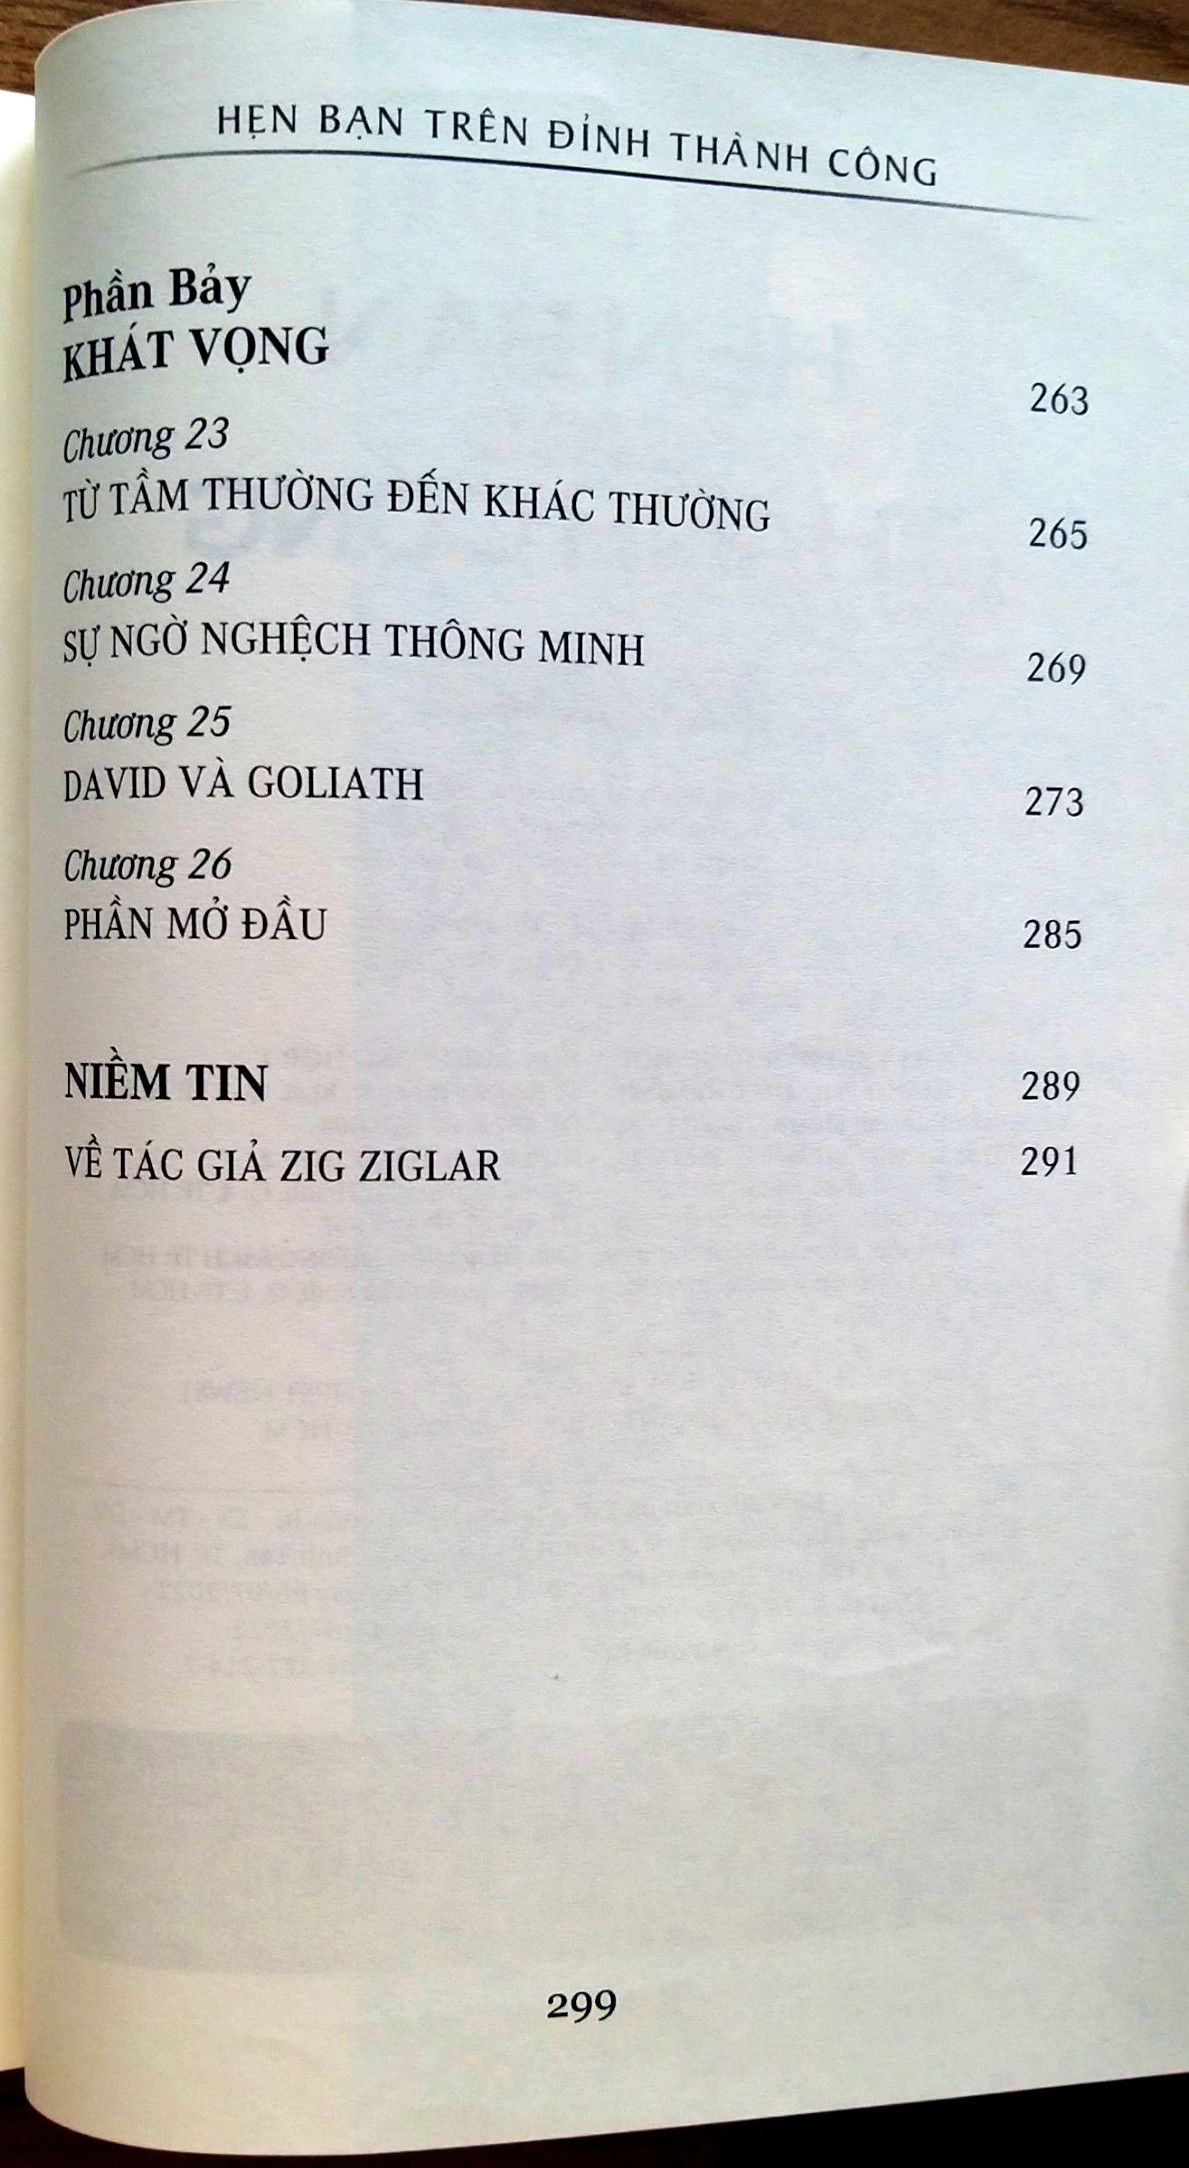 HẸN BẠN TRÊN ĐỈNH THÀNH CÔNG
Phần Bảy
KHÁT VỌNG 263
Chương 23
TỪ TẦM THƯỜNG ĐẾN KHÁC THƯỜNG 265
Chương 24
SỰ NGỜ NGHỆCH THÔNG MINH 269
Chương 25
DAVID VÀ GOLIATH 273
Chương 26
PHẦN MỞ ĐẦU 285
NIỀM TIN 289
VỀ TÁC GIẢ ZIG ZIGLAR 291
299